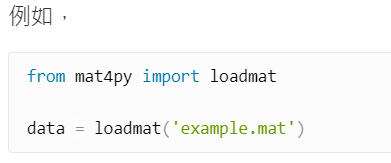 例如，
from mat4py import loadmat
data = loadmat('example.mat')